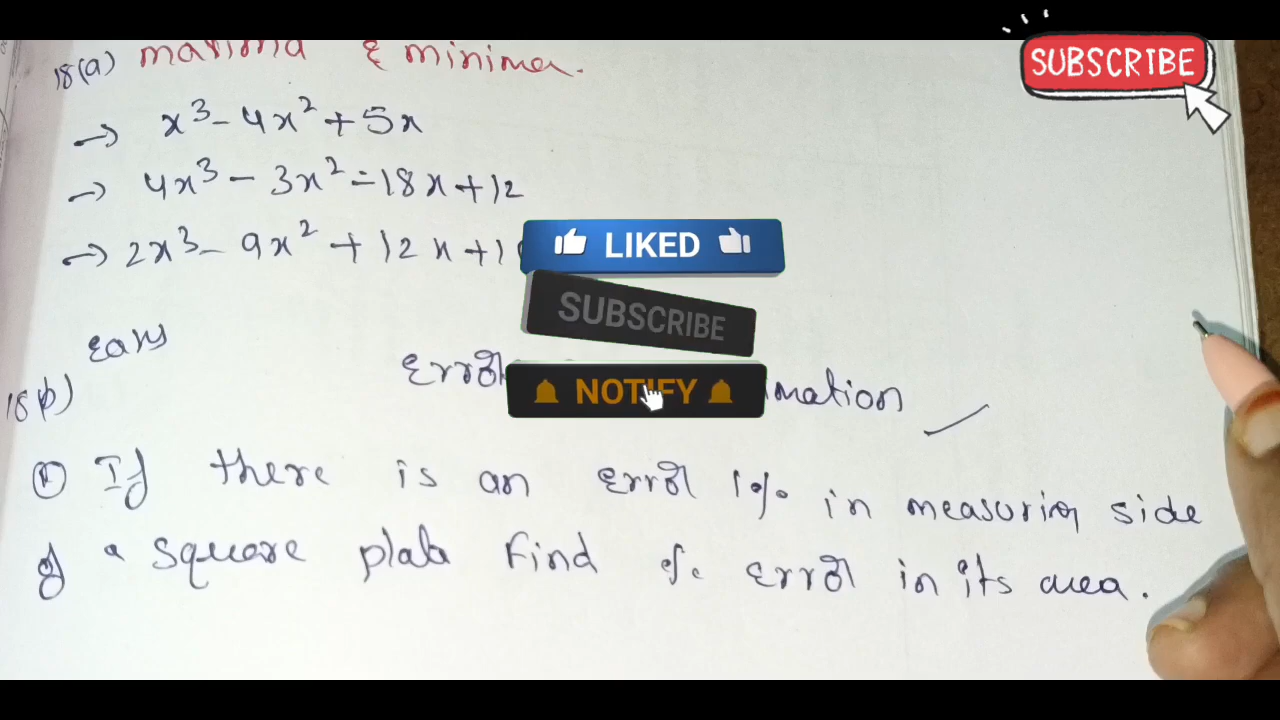 SUBSCRIBE
18(a) maxima & minima.
→ x³ - 4x² + 5x
→ 4x³ - 3x² = 18x + 12
→ 2x³ - 9x² + 12x + 1
LIKED
SUBSCRIBE
Easy
Error
NOTIFY
mation
18(b)
If there is an error 1% in measuring side
of a square plate find % error in its area.